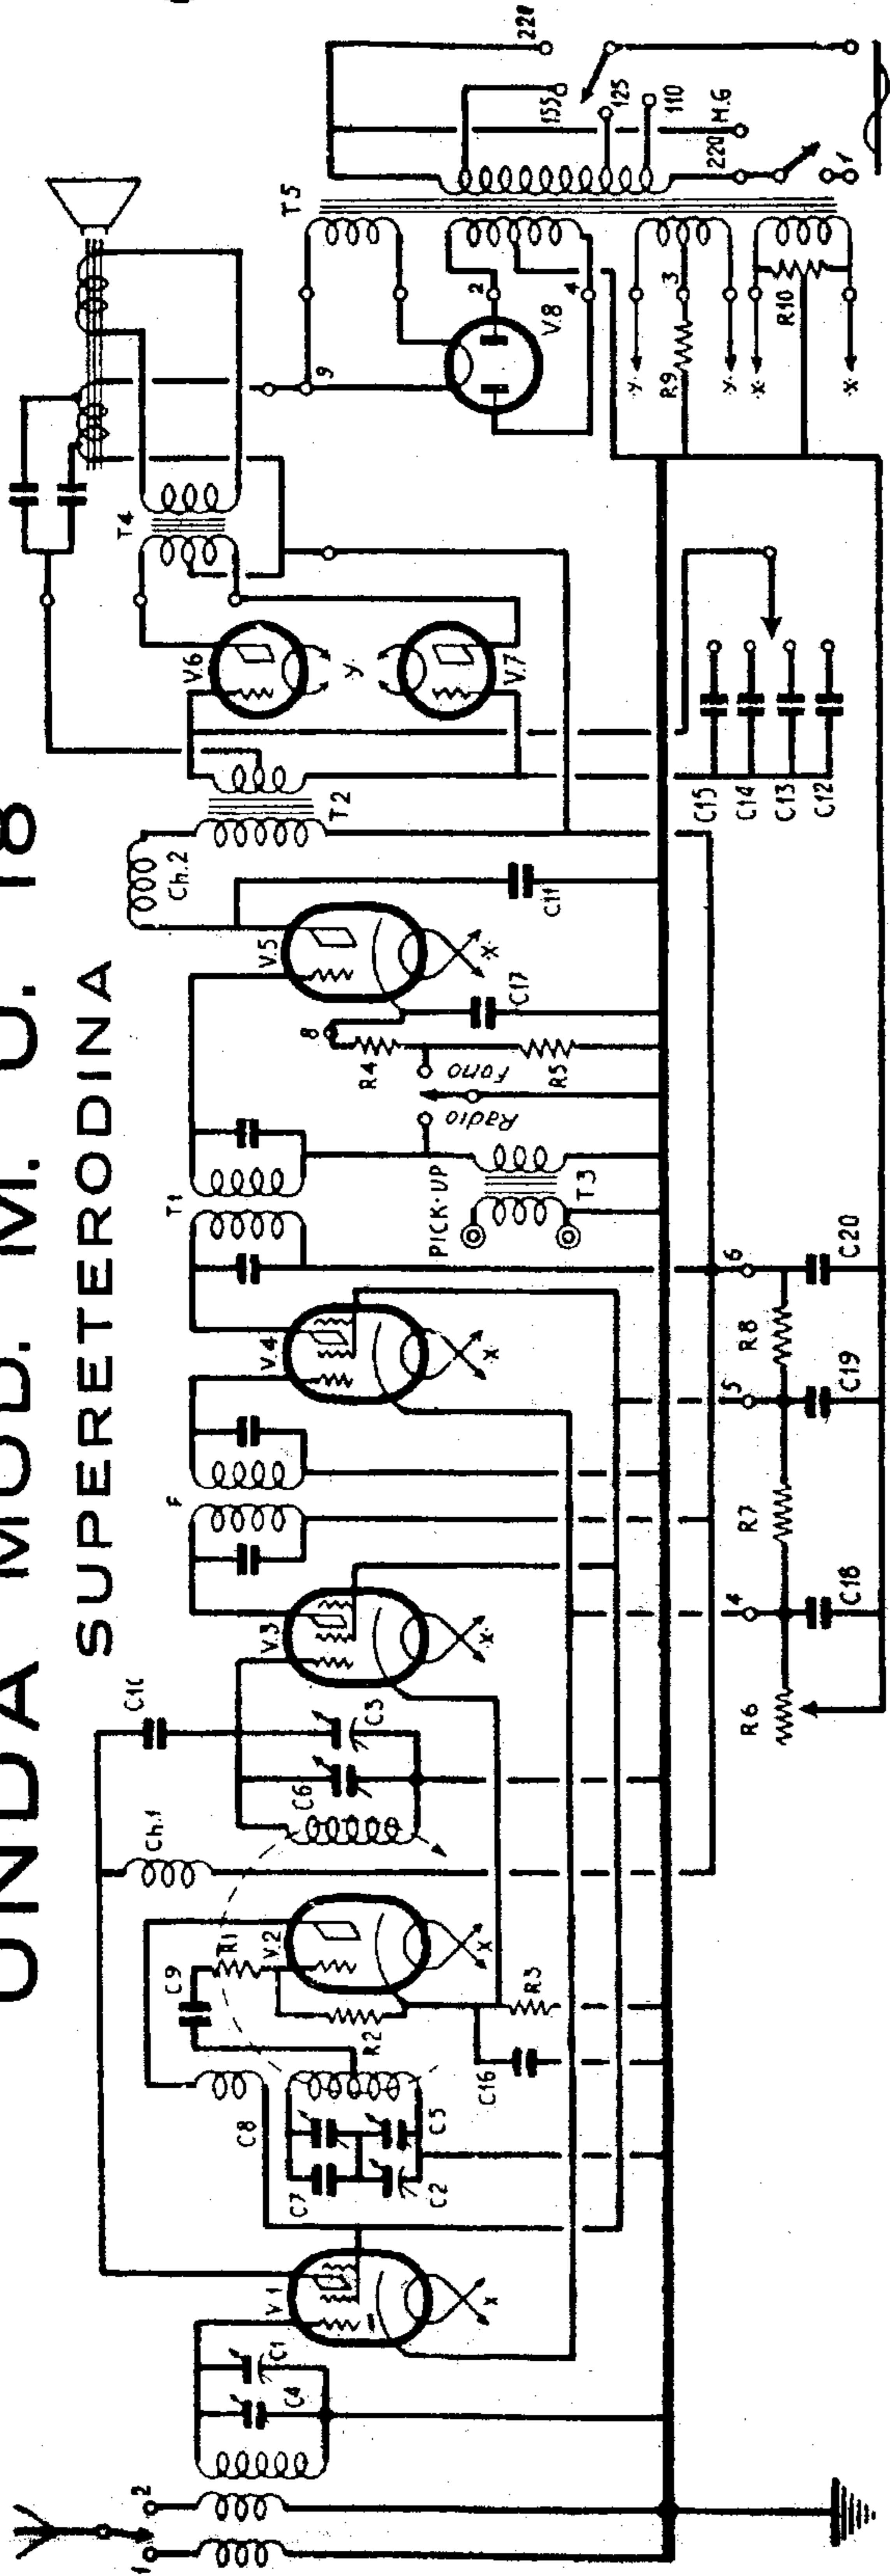 UNDA MOD. M. U. 18
SUPERETERODINA
1
2
C4
C1
V.1
X
C7
C8
C2
C5
C9
R1
V.2
R2
X
C16
R3
Ch.1
C10
C6
C3
V.3
X
F
V.4
X
T1
PICK-UP
T3
Radio
Fono
R4
8
R5
V.5
C17
X
Ch.2
C11
T2
V.6
Y
V.7
T4
9
V.8
2
4
T5
Y
R9
3
Y
X
R10
X
220
155
125
110
220
M.G
1
C15
C14
C13
C12
R6
4
C18
R7
5
C19
R8
6
C20